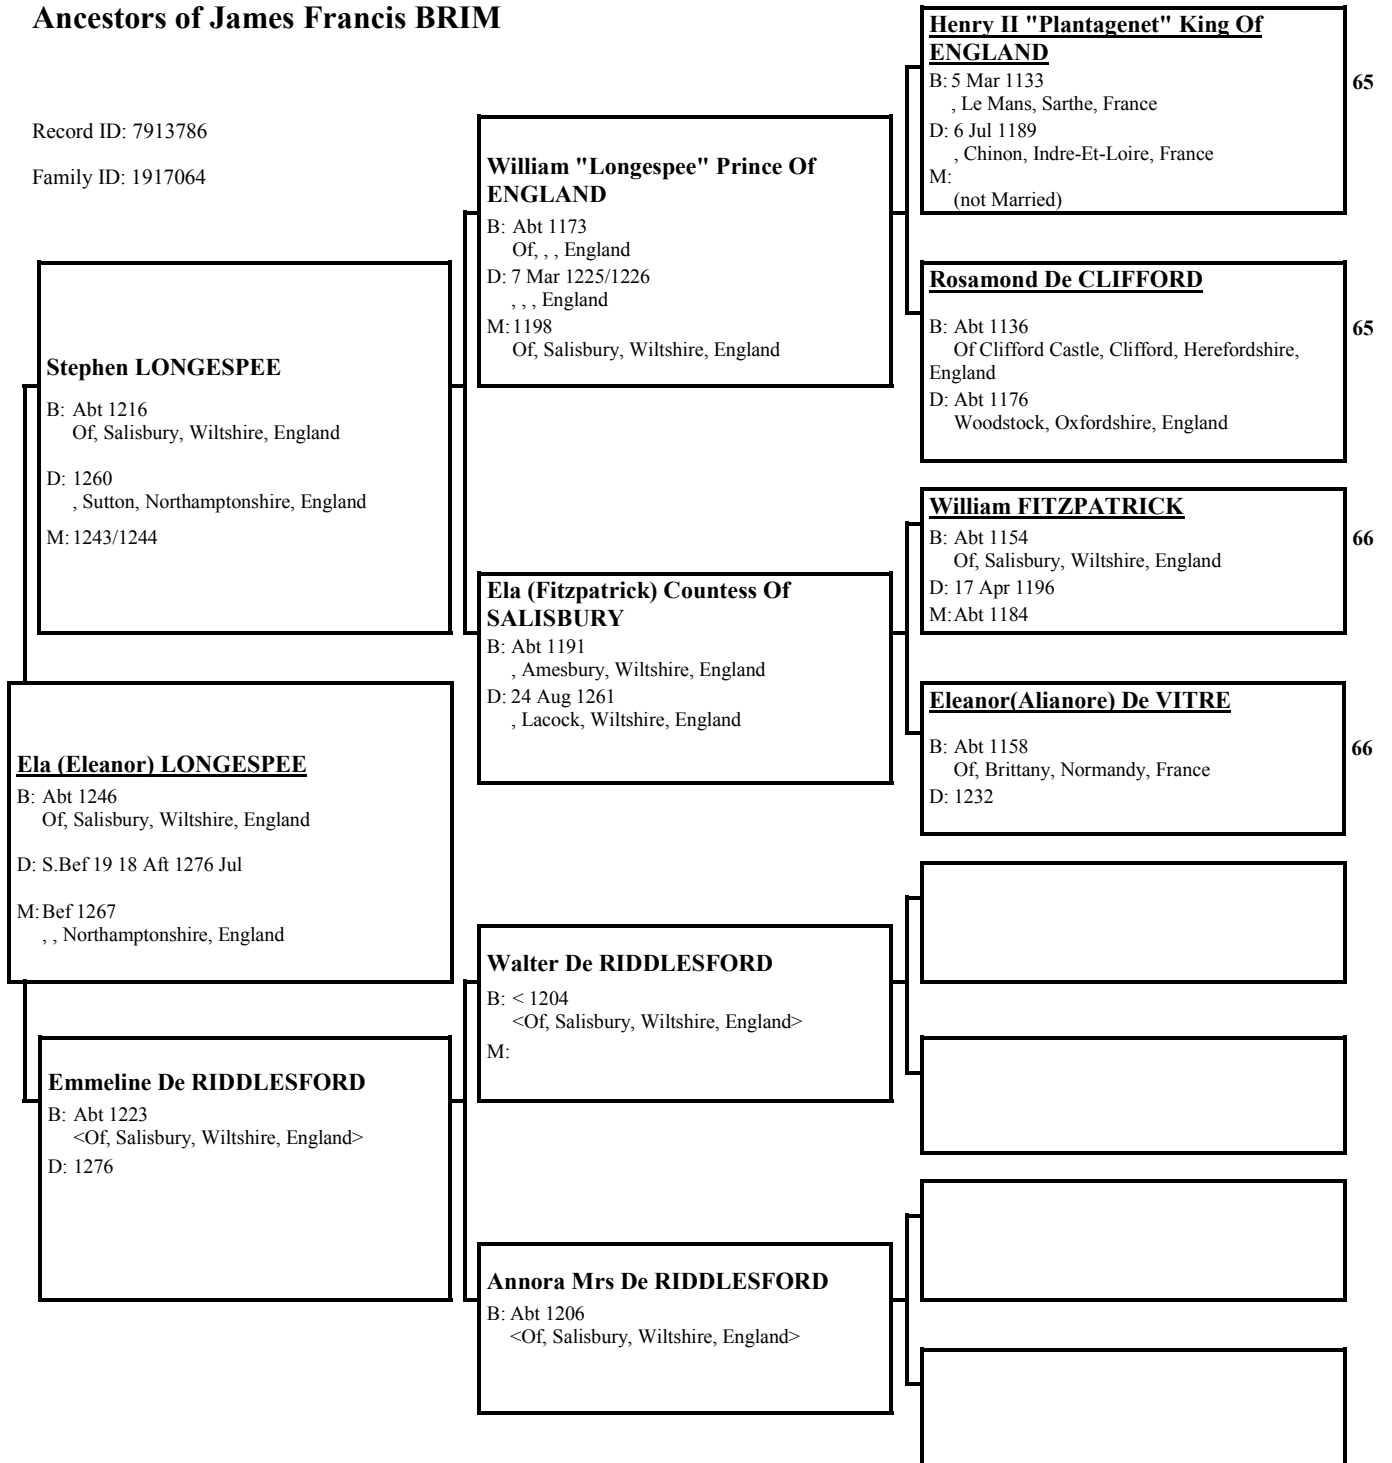 Ancestors of James Francis BRIM
Record ID: 7913786
Family ID: 1917064
Henry II "Plantagenet" King Of
ENGLAND
B: 5 Mar 1133
, Le Mans, Sarthe, France
D: 6 Jul 1189
, Chinon, Indre-Et-Loire, France
M:
(not Married)
65
William "Longespee" Prince Of
ENGLAND
B: Abt 1173
Of, , , England
D: 7 Mar 1225/1226
, , , England
M: 1198
Of, Salisbury, Wiltshire, England
Rosamond De CLIFFORD
B: Abt 1136
Of Clifford Castle, Clifford, Herefordshire,
England
D: Abt 1176
Woodstock, Oxfordshire, England
65
Stephen LONGESPEE
B: Abt 1216
Of, Salisbury, Wiltshire, England
D: 1260
, Sutton, Northamptonshire, England
M: 1243/1244
William FITZPATRICK
B: Abt 1154
Of, Salisbury, Wiltshire, England
D: 17 Apr 1196
M: Abt 1184
66
Ela (Fitzpatrick) Countess Of
SALISBURY
B: Abt 1191
, Amesbury, Wiltshire, England
D: 24 Aug 1261
, Lacock, Wiltshire, England
Eleanor(Alianore) De VITRE
B: Abt 1158
Of, Brittany, Normandy, France
D: 1232
66
Ela (Eleanor) LONGESPEE
B: Abt 1246
Of, Salisbury, Wiltshire, England
D: S.Bef 19 18 Aft 1276 Jul
M: Bef 1267
, , Northamptonshire, England
Walter De RIDDLESFORD
B: < 1204
<Of, Salisbury, Wiltshire, England>
M:
Emmeline De RIDDLESFORD
B: Abt 1223
<Of, Salisbury, Wiltshire, England>
D: 1276
Annora Mrs De RIDDLESFORD
B: Abt 1206
<Of, Salisbury, Wiltshire, England>